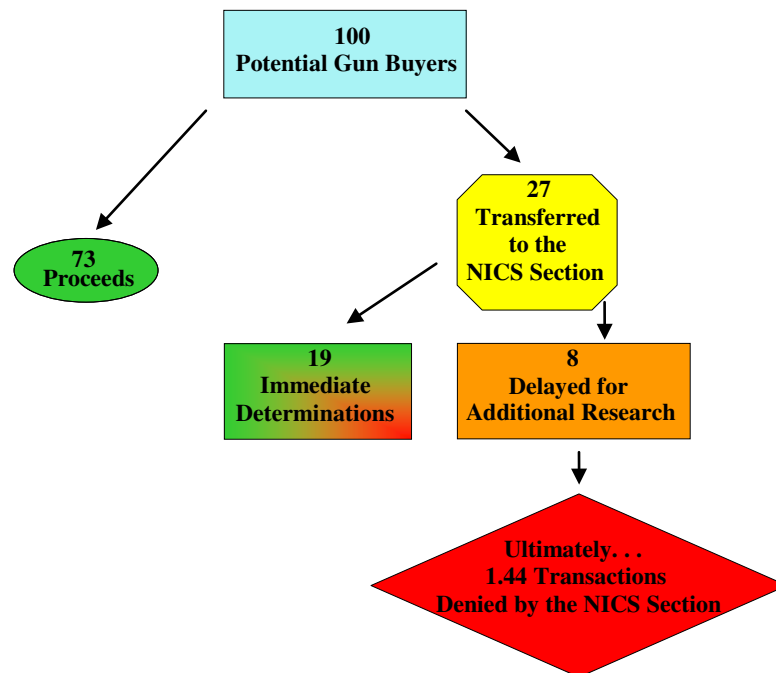 100
Potential Gun Buyers
27
Transferred
to the
NICS Section
73
Proceeds
19
Immediate
Determinations
8
Delayed for
Additional Research
Ultimately. . .
1.44 Transactions
Denied by the NICS Section